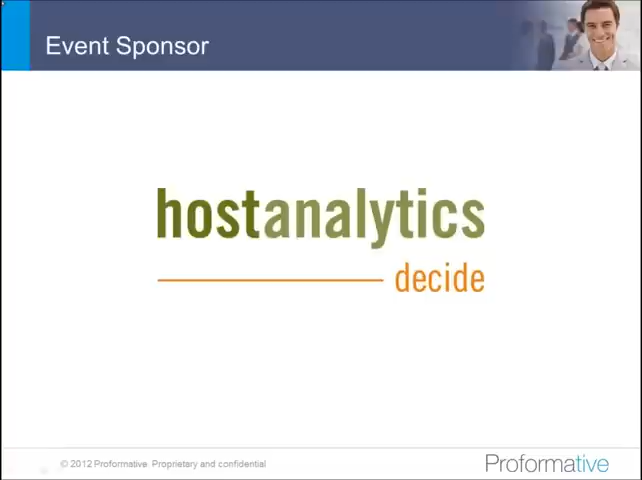 Event Sponsor
hostanalytics
decide
© 2012 Proformative Proprietary and confidential
Proformative